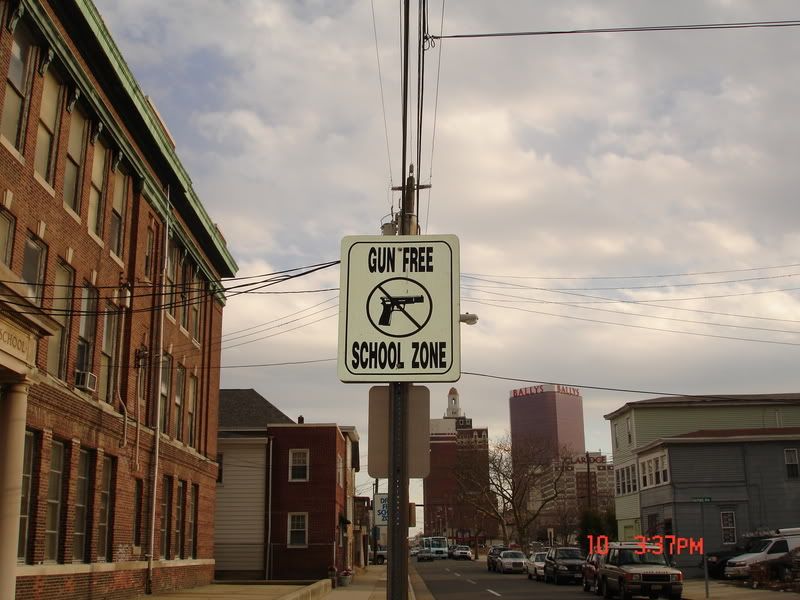 GUN FREE
SCHOOL ZONE
BALLYS BALLYS
SCHOOL
10 3:37PM